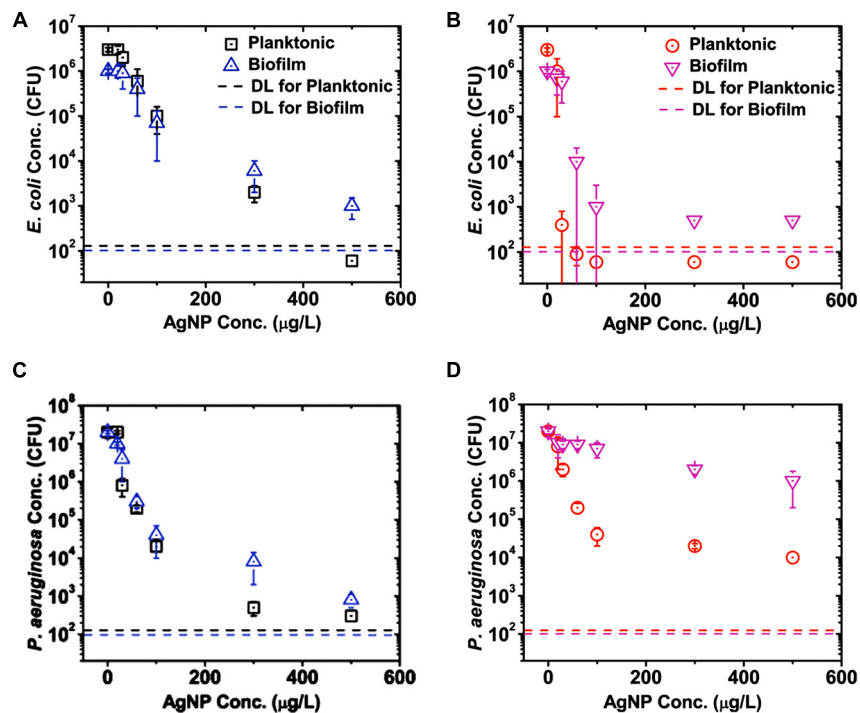 A
E. coli Conc. (CFU)
10⁷
10⁶
10⁵
10⁴
10³
10²
Planktonic
Biofilm
DL for Planktonic
DL for Biofilm
0 200 400 600
AgNP Conc. (μg/L)
B
E. coli Conc. (CFU)
10⁷
10⁶
10⁵
10⁴
10³
10²
Planktonic
Biofilm
DL for Planktonic
DL for Biofilm
0 200 400 600
AgNP Conc. (μg/L)
C
P. aeruginosa Conc. (CFU)
10⁸
10⁷
10⁶
10⁵
10⁴
10³
10²
0 200 400 600
AgNP Conc. (μg/L)
D
P. aeruginosa Conc. (CFU)
10⁸
10⁷
10⁶
10⁵
10⁴
10³
10²
0 200 400 600
AgNP Conc. (μg/L)